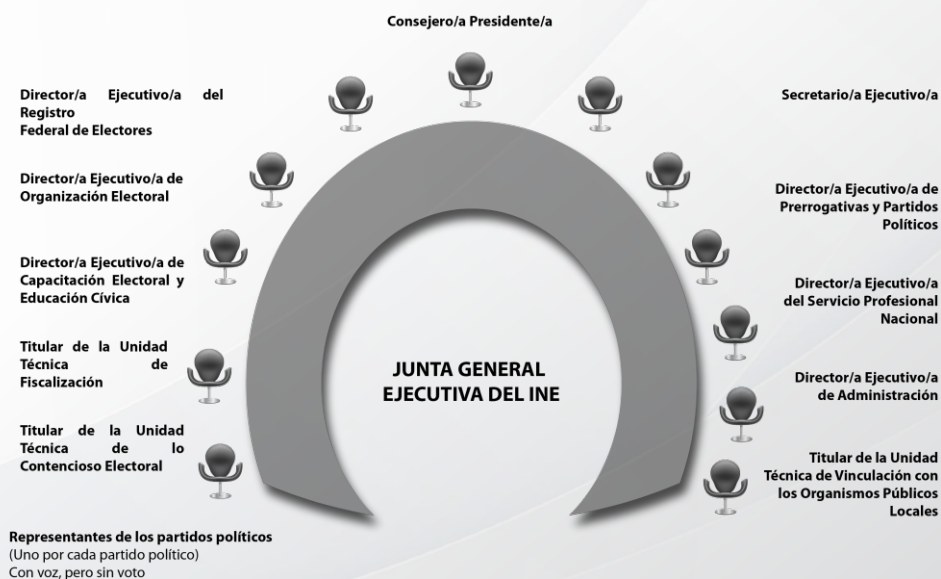 Consejero/a Presidente/a
Director/a Ejecutivo/a del
Registro
Federal de Electores
Director/a Ejecutivo/a de
Organización Electoral
Director/a Ejecutivo/a de
Capacitación Electoral y
Educación Cívica
Titular de la Unidad
Técnica de
Fiscalización
Titular de la Unidad
Técnica de lo
Contencioso Electoral
Representantes de los partidos políticos
(Uno por cada partido político)
Con voz, pero sin voto
JUNTA GENERAL
EJECUTIVA DEL INE
Secretario/a Ejecutivo/a
Director/a Ejecutivo/a de
Prerrogativas y Partidos
Políticos
Director/a Ejecutivo/a
del Servicio Profesional
Nacional
Director/a Ejecutivo/a
de Administración
Titular de la Unidad
Técnica de Vinculación con
los Organismos Públicos
Locales